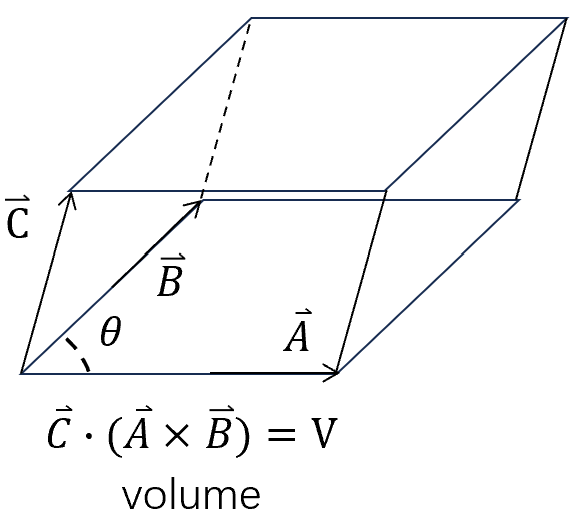 C⃗
B⃗
θ
A⃗
C⃗ · (A⃗ × B⃗) = V
volume